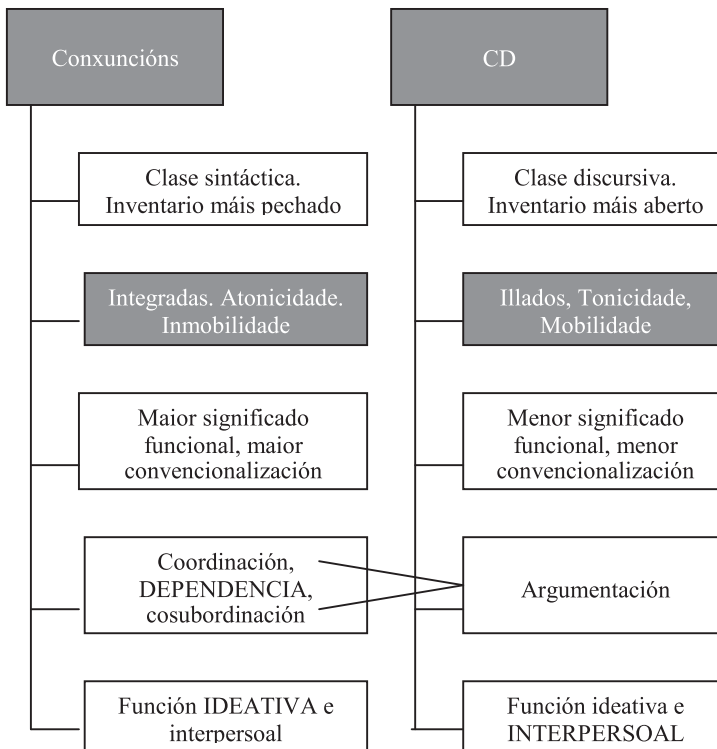 Conxuncións
CD
Clase sintáctica.
Inventario máis pechado
Clase discursiva.
Inventario máis aberto
Integradas. Atonicidade.
Inmobilidade
Illados, Tonicidade,
Mobilidade
Maior significado
funcional, maior
convencionalización
Menor significado
funcional, menor
convencionalización
Coordinación,
DEPENDENCIA,
cosubordinación
Argumentación
Función IDEATIVA e
interpersoal
Función ideativa e
INTERPERSOAL